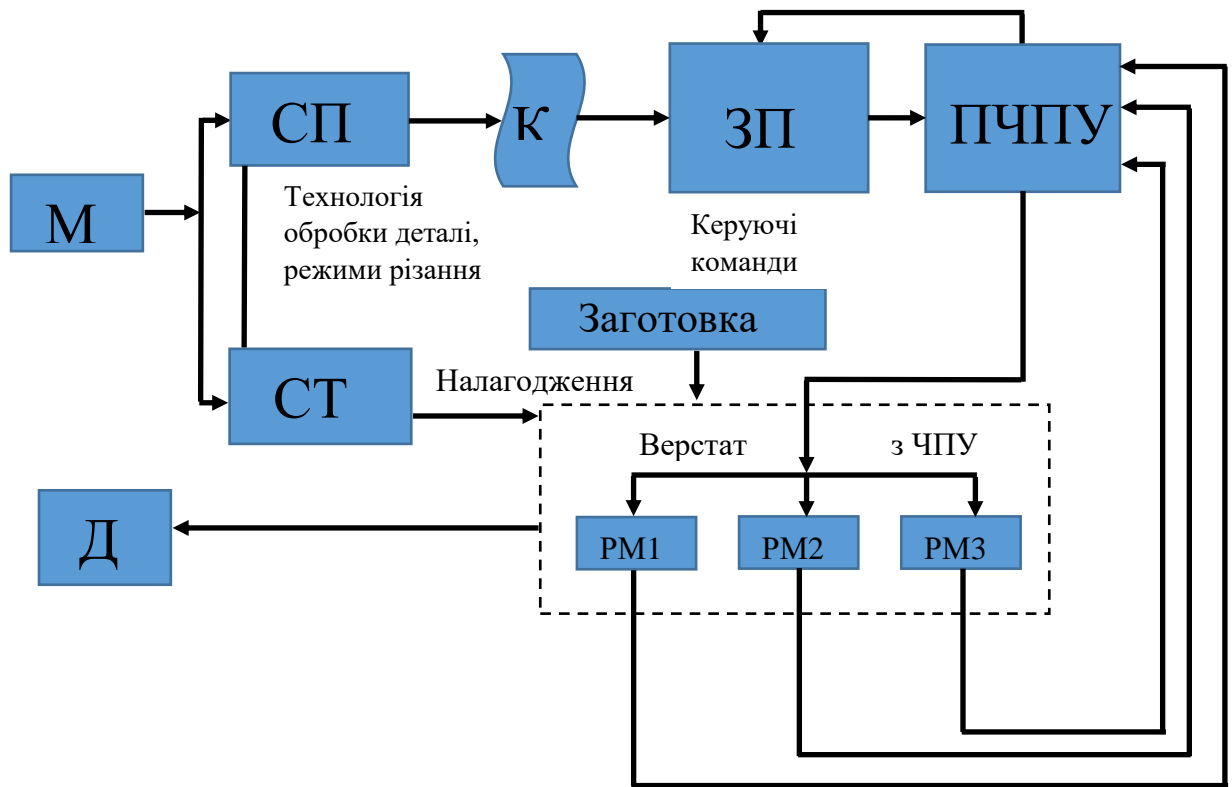 СП
К
ЗП
ПЧПУ
М
Технологія
обробки деталі,
режими різання
Керуючі
команди
Заготовка
СТ
Налагодження
Верстат з ЧПУ
Д
РМ1
РМ2
РМ3